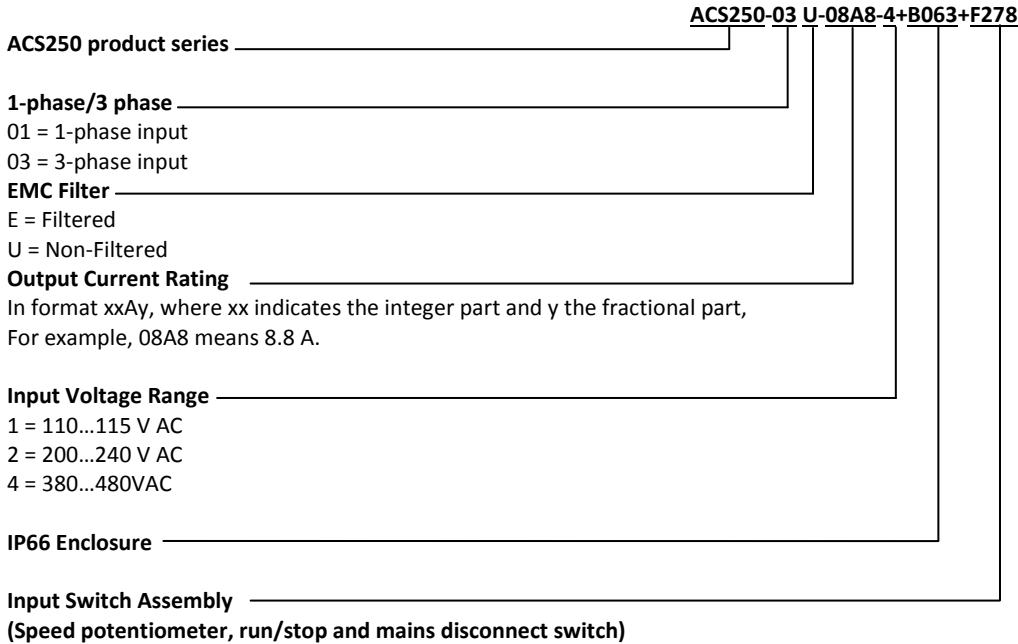 ACS250-03 U-08A8-4+B063+F278
ACS250 product series
1-phase/3 phase
01 = 1-phase input
03 = 3-phase input
EMC Filter
E = Filtered
U = Non-Filtered
Output Current Rating
In format xxAy, where xx indicates the integer part and y the fractional part,
For example, 08A8 means 8.8 A.
Input Voltage Range
1 = 110…115 V AC
2 = 200…240 V AC
4 = 380…480VAC
IP66 Enclosure
Input Switch Assembly
(Speed potentiometer, run/stop and mains disconnect switch)